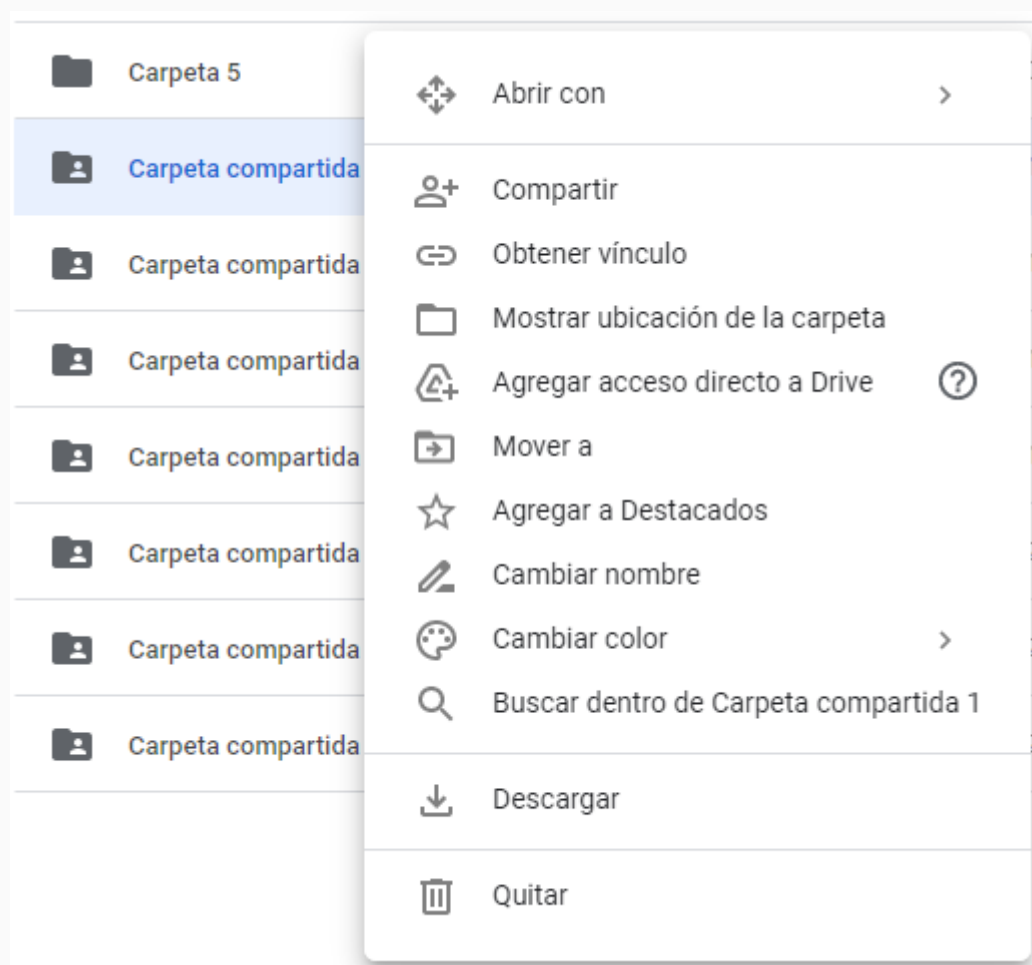 Carpeta 5
Carpeta compartida
Carpeta compartida
Carpeta compartida
Carpeta compartida
Carpeta compartida
Carpeta compartida
Carpeta compartida
Abrir con
Compartir
Obtener vínculo
Mostrar ubicación de la carpeta
Agregar acceso directo a Drive
Mover a
Agregar a Destacados
Cambiar nombre
Cambiar color
Buscar dentro de Carpeta compartida 1
Descargar
Quitar